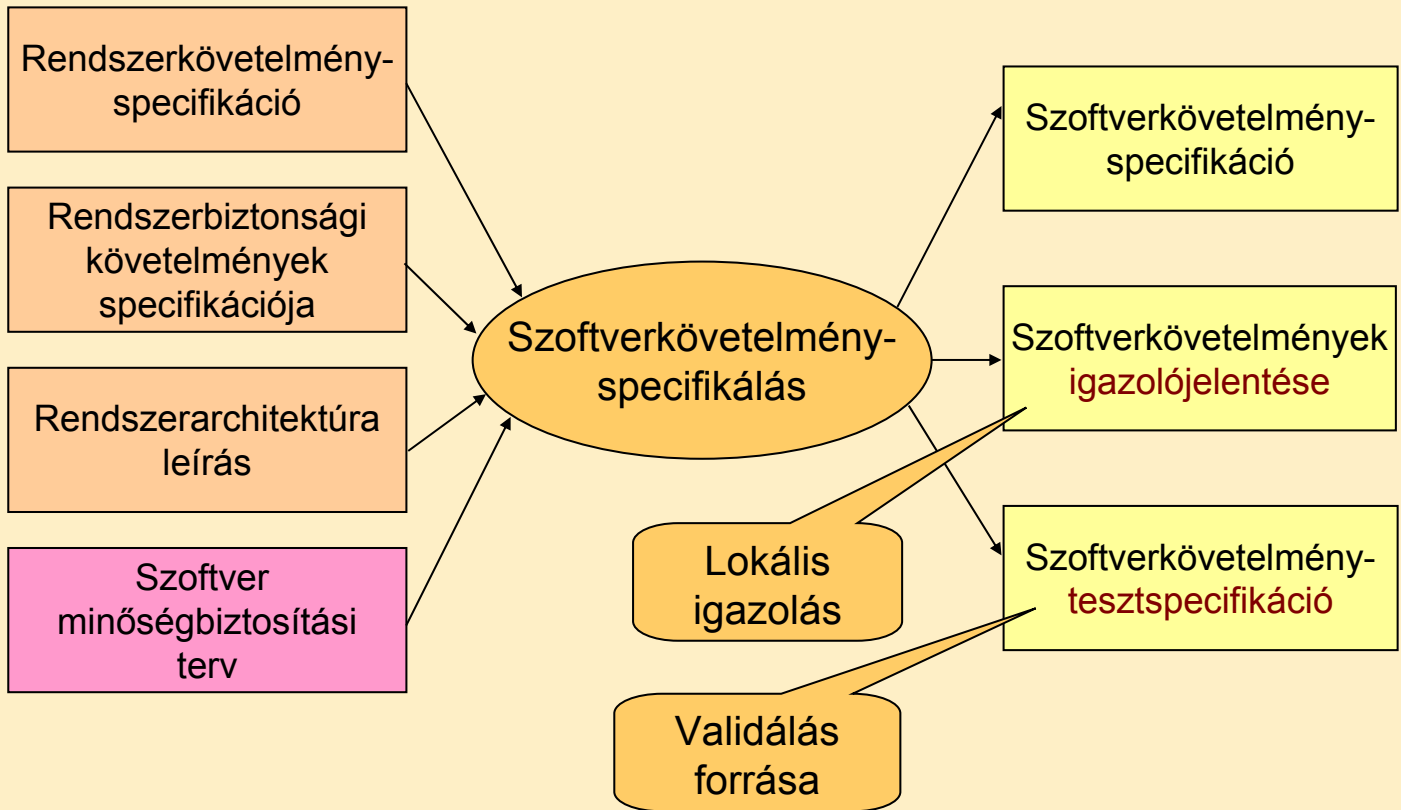 Rendszerkövetelmény-
specifikáció
Rendszerbiztonsági
követelmények
specifikációja
Rendszerarchitektúra
leírás
Szoftver
minőségbiztosítási
terv
Szoftverkövetelmény-
specifikálás
Szoftverkövetelmény-
specifikáció
Szoftverkövetelmények
igazolójelentése
Szoftverkövetelmény-
tesztspecifikáció
Lokális
igazolás
Validálás
forrása